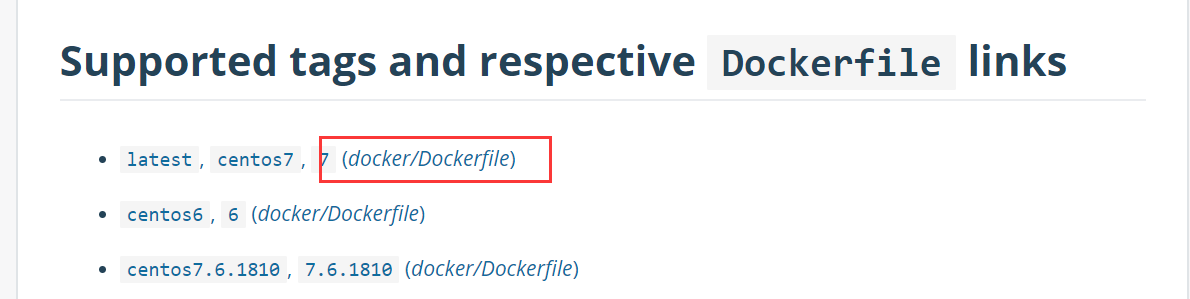 Supported tags and respective Dockerfile links
latest, centos7, 7 (docker/Dockerfile)
centos6, 6 (docker/Dockerfile)
centos7.6.1810, 7.6.1810 (docker/Dockerfile)